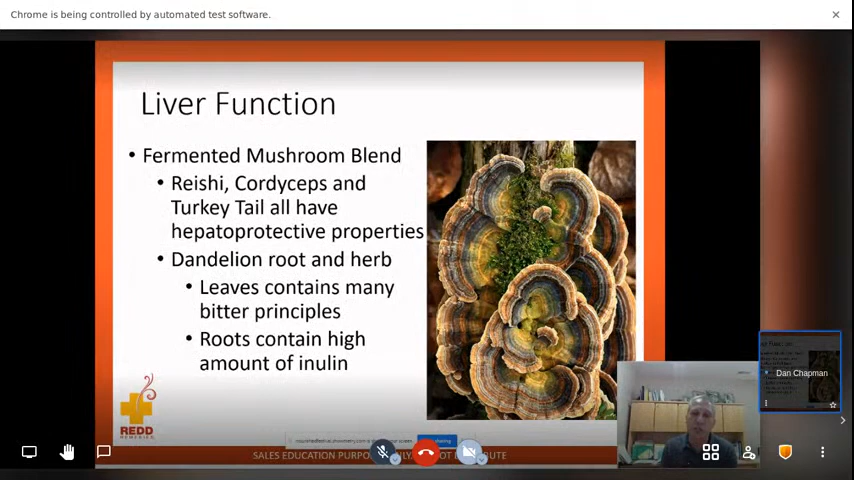 Chrome is being controlled by automated test software.
Liver Function
• Fermented Mushroom Blend
• Reishi, Cordyceps and
Turkey Tail all have
hepatoprotective properties
• Dandelion root and herb
• Leaves contains many
bitter principles
• Roots contain high
amount of inulin
Dan Chapman
REDD
REMEDIES
SALES EDUCATION